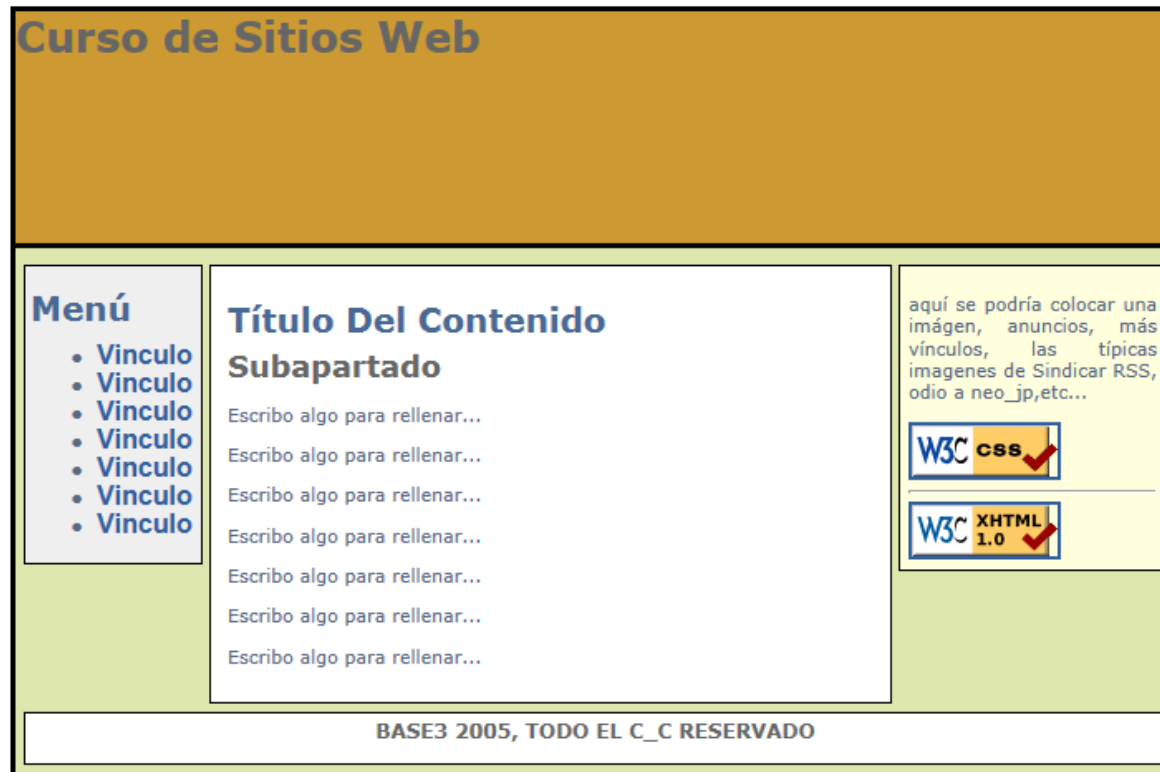 Curso de Sitios Web
Menú
Vinculo
Vinculo
Vinculo
Vinculo
Vinculo
Vinculo
Vinculo
Título Del Contenido
Subapartado
Escribo algo para rellenar...
Escribo algo para rellenar...
Escribo algo para rellenar...
Escribo algo para rellenar...
Escribo algo para rellenar...
Escribo algo para rellenar...
Escribo algo para rellenar...
aquí se podría colocar una
imágen, anuncios, más
vínculos, las típicas
imagenes de Sindicar RSS,
odio a neo_jp,etc...
W3C css
W3C XHTML
1.0
BASE3 2005, TODO EL C_C RESERVADO